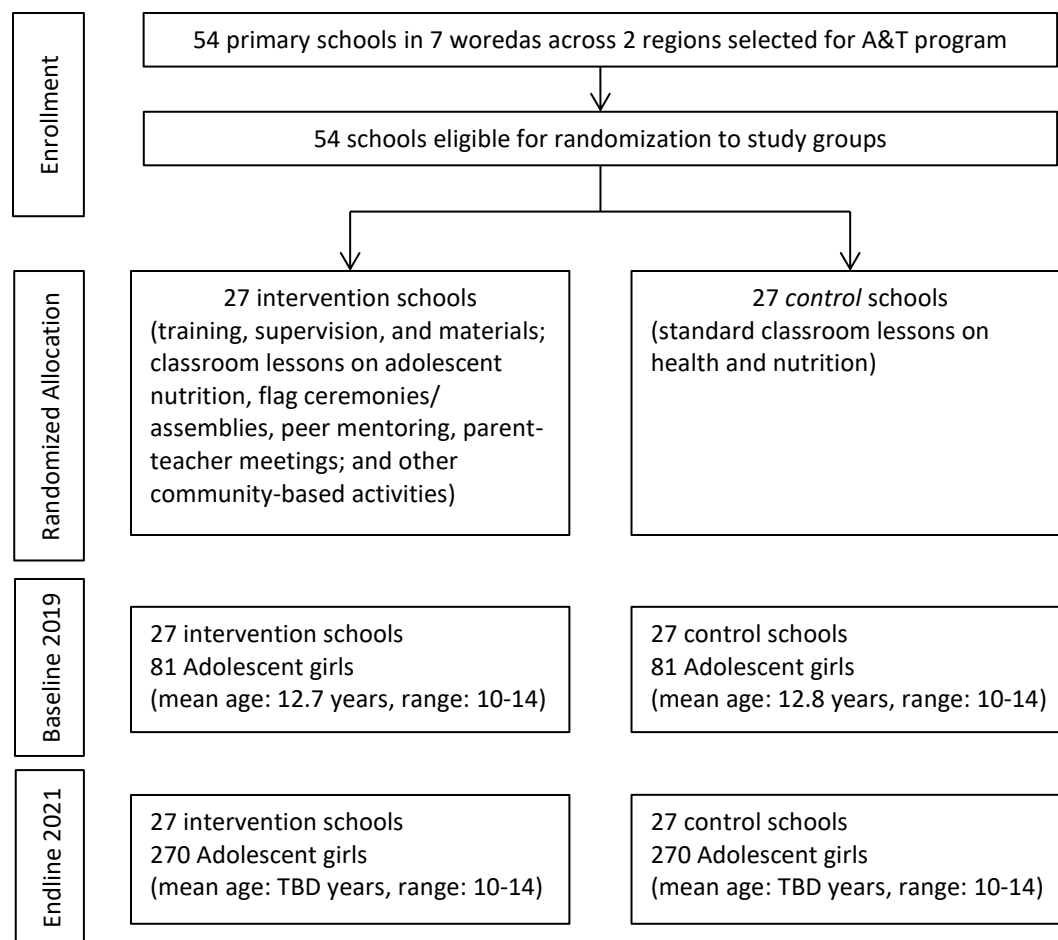 Enrollment
54 primary schools in 7 woredas across 2 regions selected for A&T program
54 schools eligible for randomization to study groups
Randomized Allocation
27 intervention schools
(training, supervision, and materials;
classroom lessons on adolescent
nutrition, flag ceremonies/
assemblies, peer mentoring, parent-
teacher meetings; and other
community-based activities)
27 control schools
(standard classroom lessons on
health and nutrition)
Baseline 2019
27 intervention schools
81 Adolescent girls
(mean age: 12.7 years, range: 10-14)
27 control schools
81 Adolescent girls
(mean age: 12.8 years, range: 10-14)
Endline 2021
27 intervention schools
270 Adolescent girls
(mean age: TBD years, range: 10-14)
27 control schools
270 Adolescent girls
(mean age: TBD years, range: 10-14)